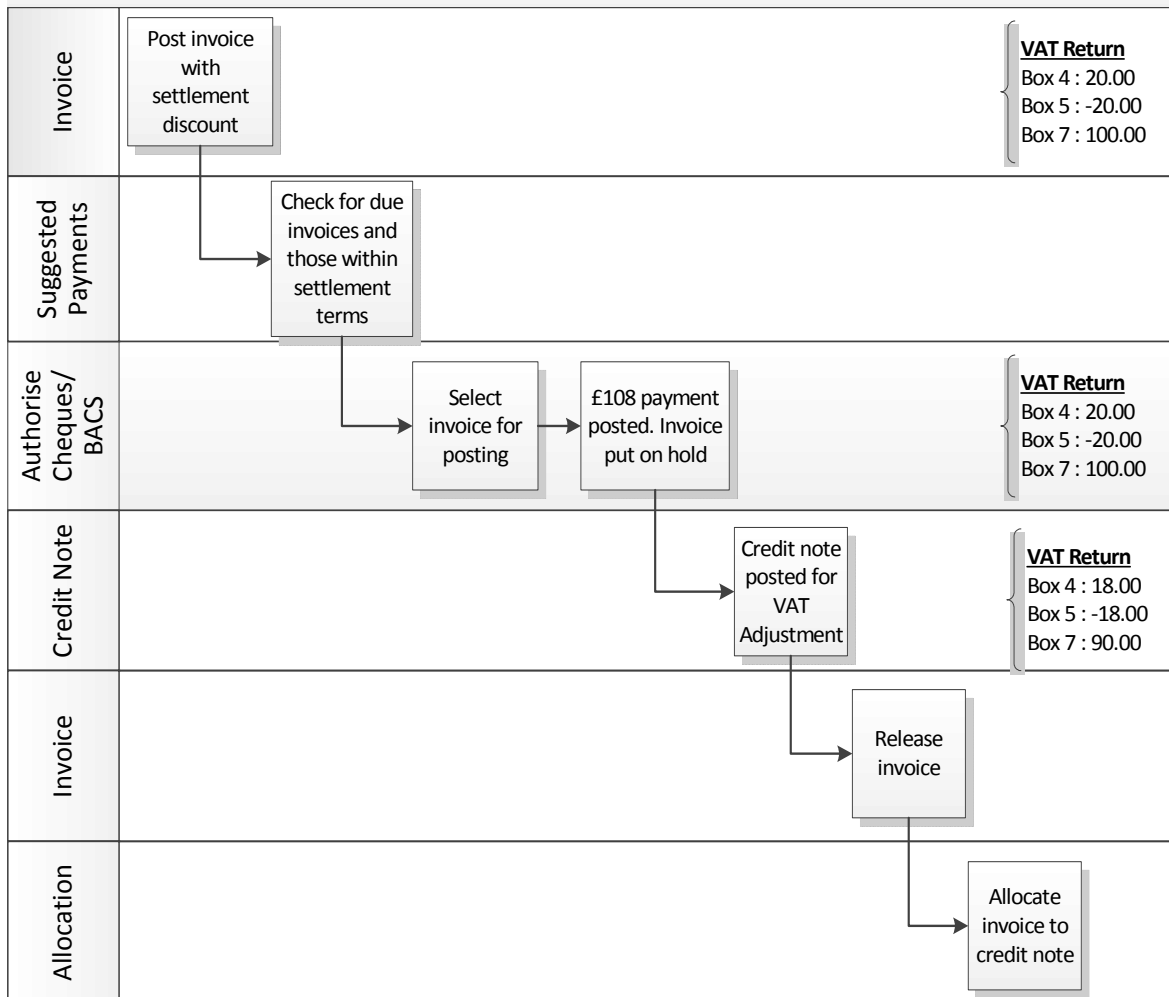 Invoice
Post invoice
with
settlement
discount
VAT Return
Box 4 : 20.00
Box 5 : -20.00
Box 7 : 100.00
Suggested
Payments
Check for due
invoices and
those within
settlement
terms
Authorise
Cheques/
BACS
Select
invoice for
posting
£108 payment
posted. Invoice
put on hold
VAT Return
Box 4 : 20.00
Box 5 : -20.00
Box 7 : 100.00
Credit Note
Credit note
posted for
VAT
Adjustment
VAT Return
Box 4 : 18.00
Box 5 : -18.00
Box 7 : 90.00
Invoice
Release
invoice
Allocation
Allocate
invoice to
credit note